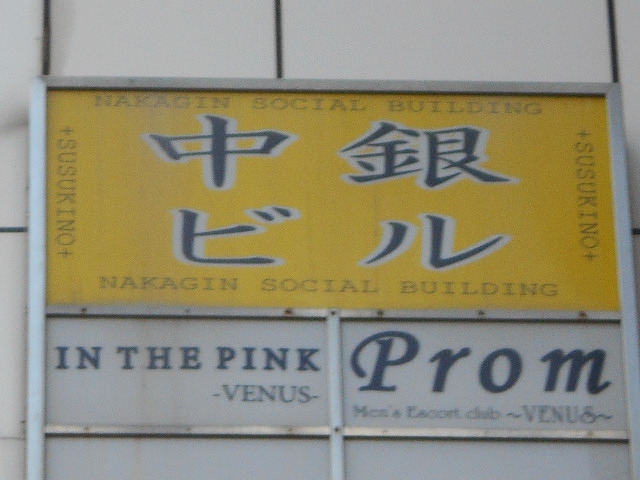 NAKAGIN SOCIAL BUILDING
+SUSUKINO+
中銀
ビル
+SUSUKINO+
NAKAGIN SOCIAL BUILDING
IN THE PINK
-VENUS-
Prom
Men's Escort club ~VENUS~